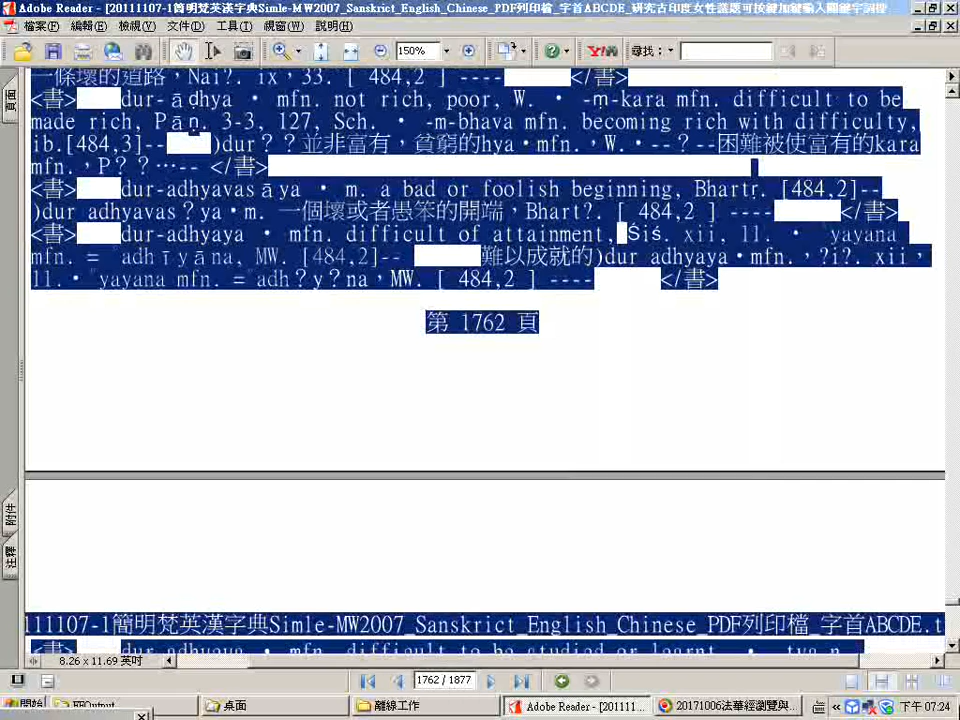 Adobe Reader - [20111107-1簡明梵英漢字典Simle-MW2007_Sanskrict_English_Chinese_PDF列印檔_字首ABCDE_研究古印度女性議題可按鍵輸入關鍵字詞搜
檔案(F) 編輯(E) 檢視(V) 文件(D) 工具(T) 視窗(W) 說明(H)
150% 尋找：
頁面
一條壞的道路，Nai?. ix，33. [ 484,2 ] ---- </書>
<書> dur-āḍhya • mfn. not rich, poor, W. • -ṃ-kara mfn. difficult to be
made rich, Pāṇ. 3-3, 127, Sch. • -m-bhava mfn. becoming rich with difficulty,
ib.[484,3]-- )dur？？並非富有，貧窮的hya•mfn.，W.•--？--困難被使富有的kara
mfn.，P？？…-- </書>
<書> dur-adhyavasāya • m. a bad or foolish beginning, Bhartṛ. [484,2]--
)dur adhyavas？ya•m. 一個壞或者愚笨的開端，Bhart?. [ 484,2 ] ---- </書>
<書> dur-adhyaya • mfn. difficult of attainment, Śiś. xii, 11. • ˚yayana
mfn. = ˚adhīyāna, MW. [484,2]-- 難以成就的)dur adhyaya•mfn.，?i?. xii，
11.• ˚yayana mfn. =˚adh?y?na，MW. [ 484,2 ] ---- </書>
第 1762 頁
附件
注釋
111107-1簡明梵英漢字典Simle-MW2007_Sanskrict_English_Chinese_PDF列印檔_字首ABCDE.t
8.26 x 11.69 英吋
1762 / 1877
開始 FFOutput 桌面 離線工作 Adobe Reader - [201111... 20171006法華經瀏覽與... 下午 07:24